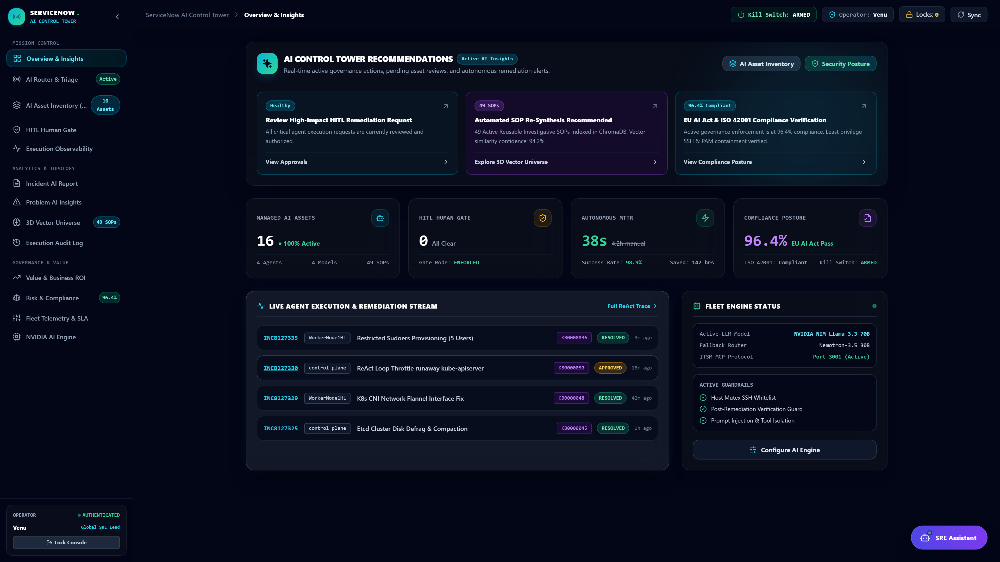 SERVICENOW .
AI CONTROL TOWER
ServiceNow AI Control Tower > Overview & Insights
Kill Switch: ARMED
Operator: Venu
Locks: 0
Sync
MISSION CONTROL
Overview & Insights
AI Router & Triage
Active
AI Asset Inventory (...
16
Assets
HITL Human Gate
Execution Observability
ANALYTICS & TOPOLOGY
Incident AI Report
Problem AI Insights
3D Vector Universe
49 SOPs
Execution Audit Log
GOVERNANCE & VALUE
Value & Business ROI
Risk & Compliance
96.4%
Fleet Telemetry & SLA
NVIDIA AI Engine
OPERATOR
AUTHENTICATED
Venu
Global SRE Lead
Lock Console
AI CONTROL TOWER RECOMMENDATIONS
Active AI Insights
Real-time active governance actions, pending asset reviews, and autonomous remediation alerts.
AI Asset Inventory
Security Posture
Healthy
Review High-Impact HITL Remediation Request
All critical agent execution requests are currently reviewed and
authorized.
View Approvals
49 SOPs
Automated SOP Re-Synthesis Recommended
49 Active Reusable Investigative SOPs indexed in ChromaDB. Vector
similarity confidence: 94.2%.
Explore 3D Vector Universe
96.4% Compliant
EU AI Act & ISO 42001 Compliance Verification
Active governance enforcement is at 96.4% compliance. Least privilege
SSH & PAM containment verified.
View Compliance Posture
MANAGED AI ASSETS
16 • 100% Active
4 Agents
4 Models
49 SOPs
HITL HUMAN GATE
0 All Clear
Gate Mode: ENFORCED
AUTONOMOUS MTTR
38s 4.2h manual
Success Rate: 98.9%
Saved: 142 hrs
COMPLIANCE POSTURE
96.4% EU AI Act Pass
ISO 42001: Compliant
Kill Switch: ARMED
LIVE AGENT EXECUTION & REMEDIATION STREAM
Full ReAct Trace
INC8127335 WorkerNode1HL Restricted Sudoers Provisioning (5 Users) KB0000036 RESOLVED 3m ago
INC8127330 control plane ReAct Loop Throttle runaway kube-apiserver KB0000050 APPROVED 18m ago
INC8127329 WorkerNode1HL K8s CNI Network Flannel Interface Fix KB0000048 RESOLVED 42m ago
INC8127325 control plane Etcd Cluster Disk Defrag & Compaction KB0000045 RESOLVED 1h ago
FLEET ENGINE STATUS
Active LLM Model NVIDIA NIM Llama-3.3 70B
Fallback Router Nemotron-3.5 30B
ITSM MCP Protocol Port 3001 (Active)
ACTIVE GUARDRAILS
Host Mutex SSH Whitelist
Post-Remediation Verification Guard
Prompt Injection & Tool Isolation
Configure AI Engine
SRE Assistant